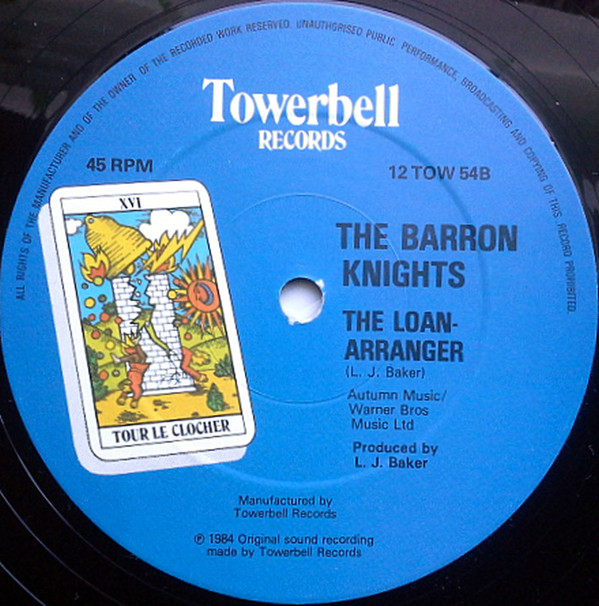 ALL RIGHTS OF THE MANUFACTURER AND OF THE OWNER OF THE RECORDED WORK RESERVED. UNAUTHORISED PUBLIC PERFORMANCE, BROADCASTING AND COPYING OF THIS RECORD PROHIBITED.
Towerbell
RECORDS
45 RPM
12 TOW 54B
XVI
TOUR LE CLOCHER
THE BARRON
KNIGHTS
THE LOAN-
ARRANGER
(L. J. Baker)
Autumn Music/
Warner Bros
Music Ltd
Produced by
L. J. Baker
Manufactured by
Towerbell Records
℗ 1984 Original sound recording
made by Towerbell Records